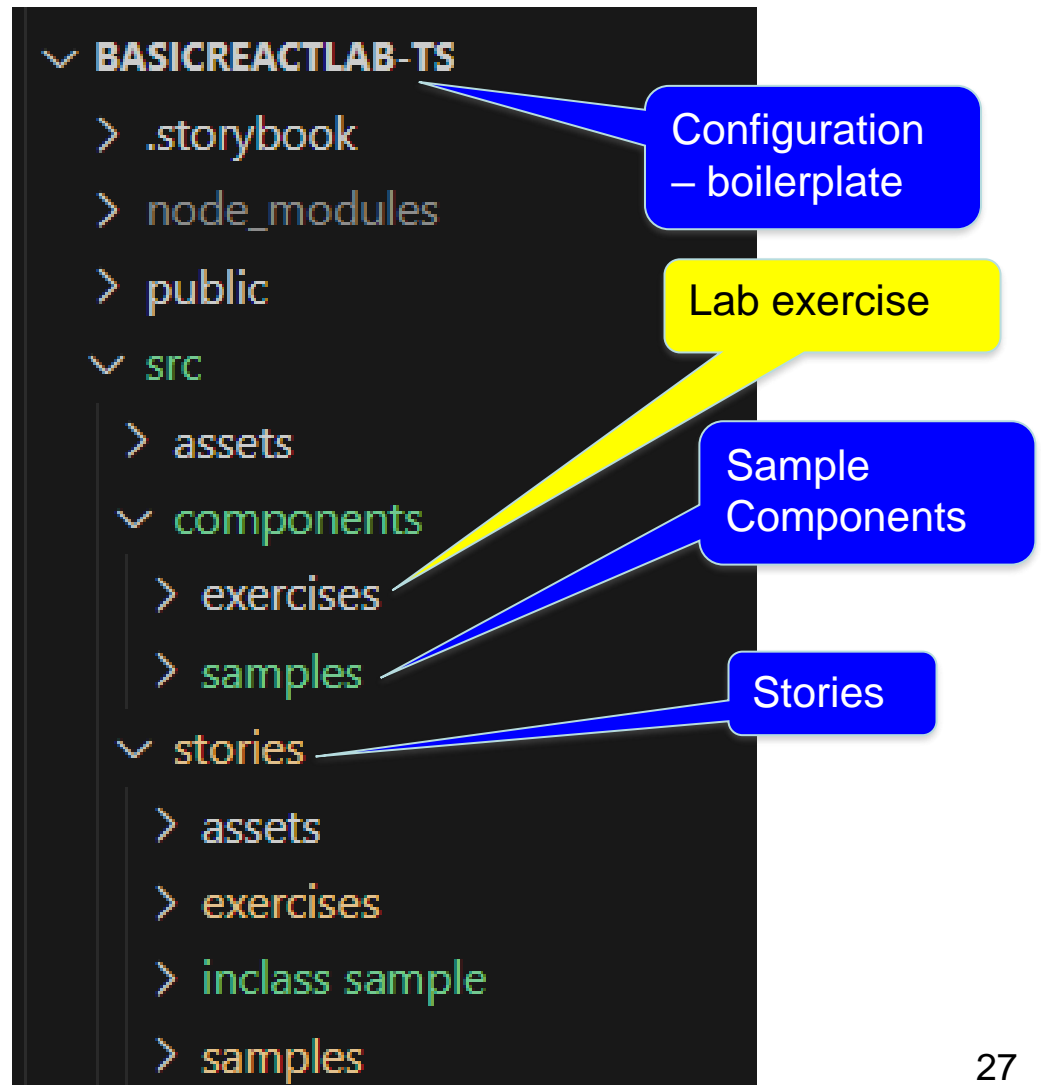 BASICREACTLAB-TS
.storybook
node_modules
public
src
assets
components
exercises
samples
stories
assets
exercises
inclass sample
samples
Configuration
– boilerplate
Lab exercise
Sample
Components
Stories
27